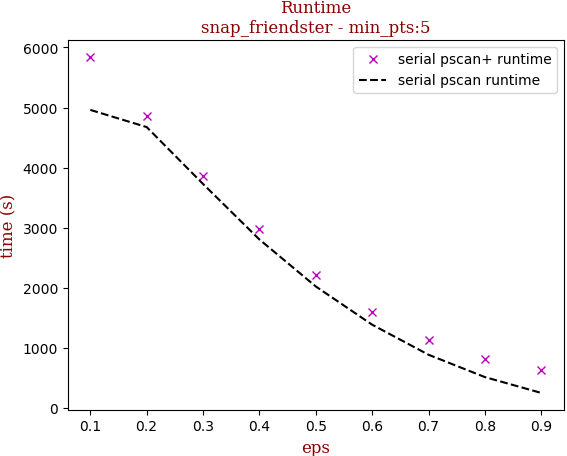 Runtime
snap_friendster - min_pts:5
serial pscan+ runtime
serial pscan runtime
time (s)
6000
5000
4000
3000
2000
1000
0
0.1 0.2 0.3 0.4 0.5 0.6 0.7 0.8 0.9
eps